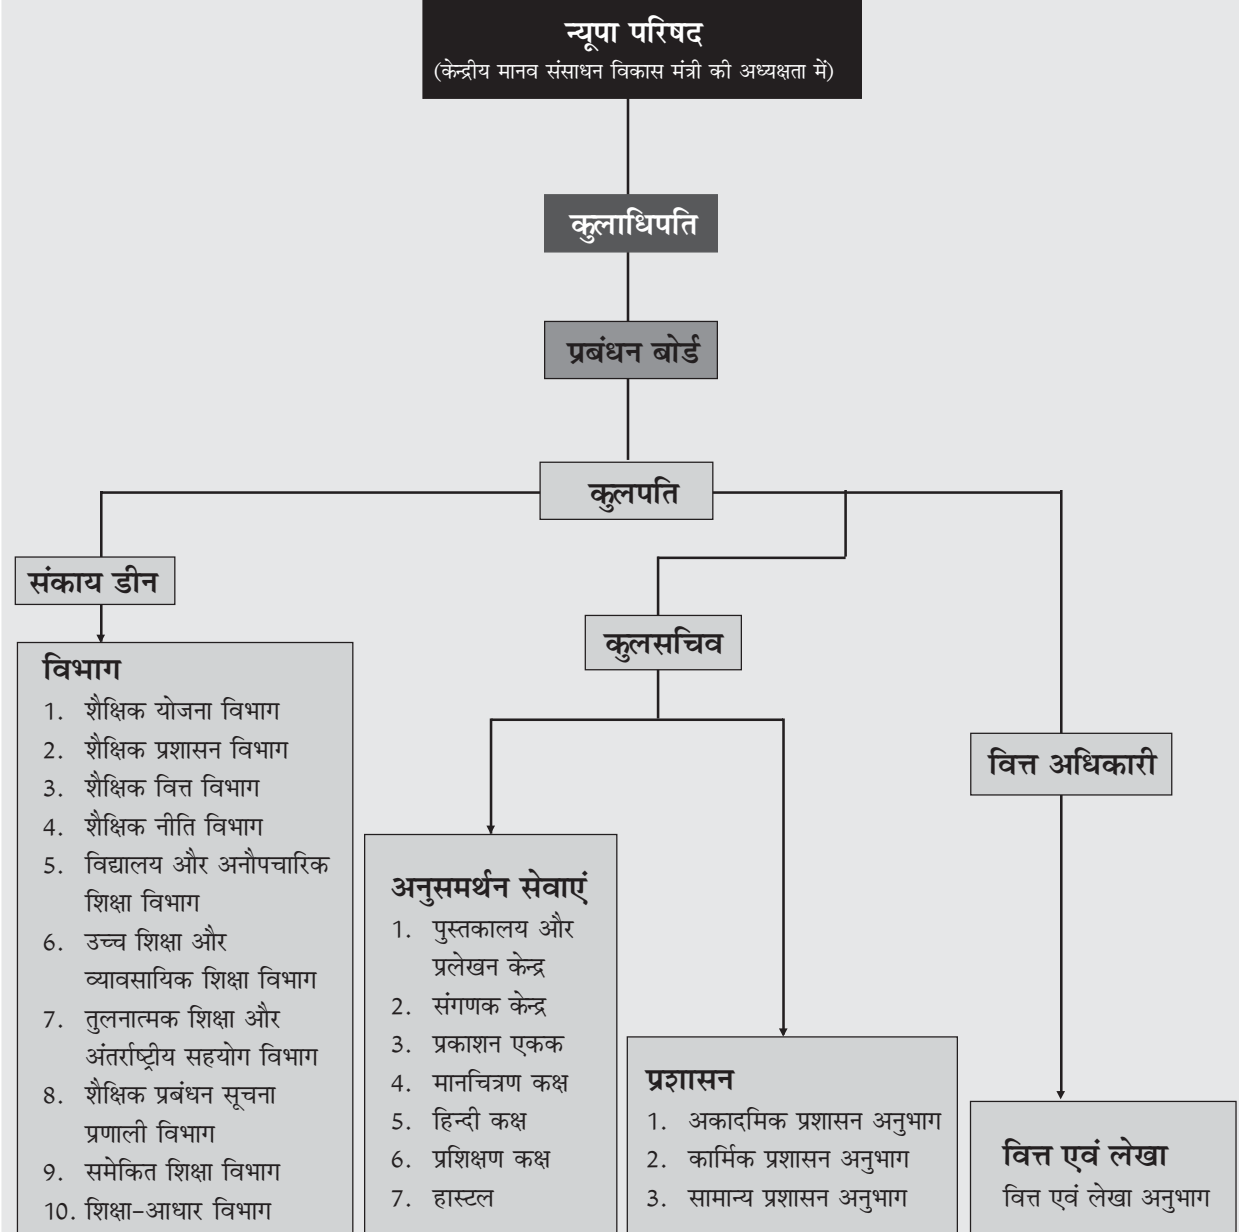 न्यूपा परिषद
(केन्द्रीय मानव संसाधन विकास मंत्री की अध्यक्षता में)
कुलाधिपति
प्रबंधन बोर्ड
कुलपति
संकाय डीन
विभाग
1. शैक्षिक योजना विभाग
2. शैक्षिक प्रशासन विभाग
3. शैक्षिक वित्त विभाग
4. शैक्षिक नीति विभाग
5. विद्यालय और अनौपचारिक
शिक्षा विभाग
6. उच्च शिक्षा और
व्यावसायिक शिक्षा विभाग
7. तुलनात्मक शिक्षा और
अंतर्राष्ट्रीय सहयोग विभाग
8. शैक्षिक प्रबंधन सूचना
प्रणाली विभाग
9. समेकित शिक्षा विभाग
10. शिक्षा-आधार विभाग
कुलसचिव
अनुसमर्थन सेवाएं
1. पुस्तकालय और
प्रलेखन केन्द्र
2. संगणक केन्द्र
3. प्रकाशन एकक
4. मानचित्रण कक्ष
5. हिन्दी कक्ष
6. प्रशिक्षण कक्ष
7. हास्टल
प्रशासन
1. अकादमिक प्रशासन अनुभाग
2. कार्मिक प्रशासन अनुभाग
3. सामान्य प्रशासन अनुभाग
वित्त अधिकारी
वित्त एवं लेखा
वित्त एवं लेखा अनुभाग